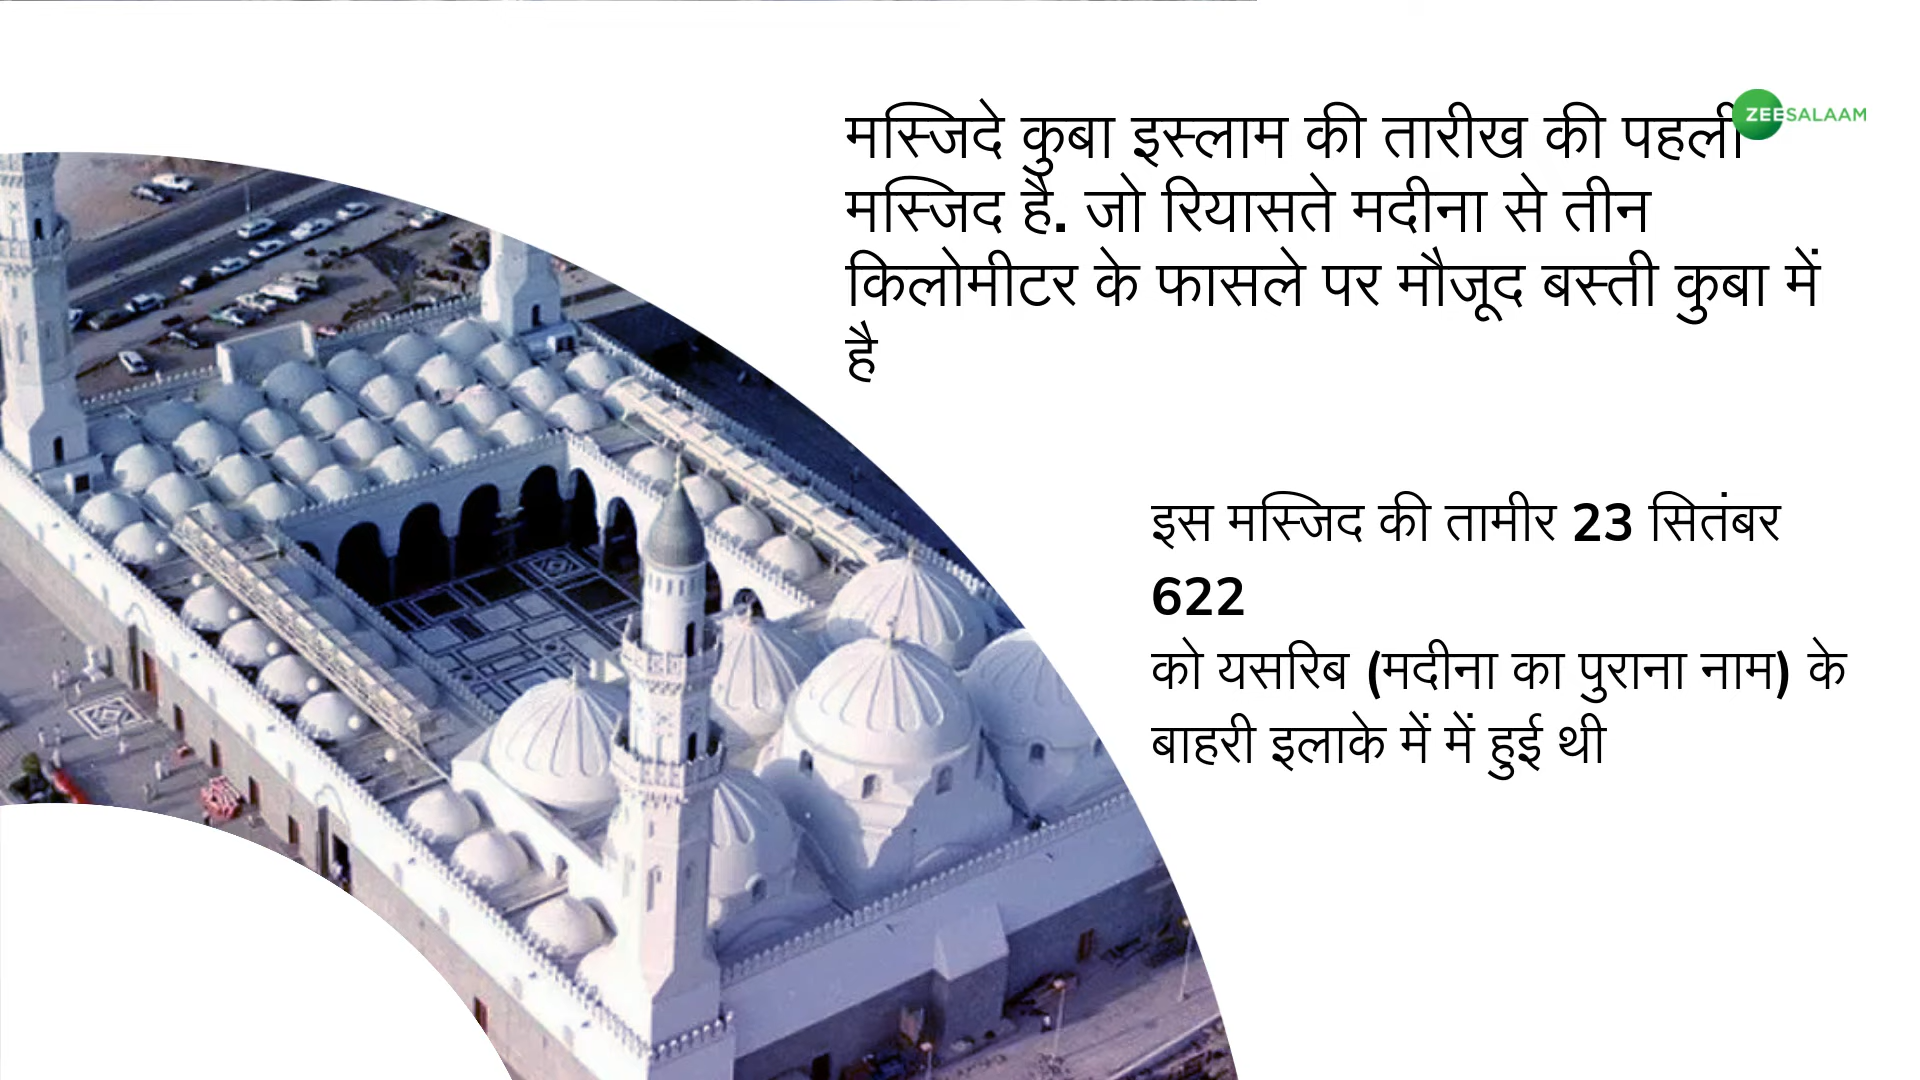 मस्जिदे कुबा इस्लाम की तारीख की पहली
ZEESALAAM
मस्जिद है. जो रियासते मदीना से तीन
किलोमीटर के फासले पर मौजूद बस्ती कुबा में
है
इस मस्जिद की तामीर 23 सितंबर
622
को यसरिब (मदीना का पुराना नाम) के
बाहरी इलाके में में हुई थी